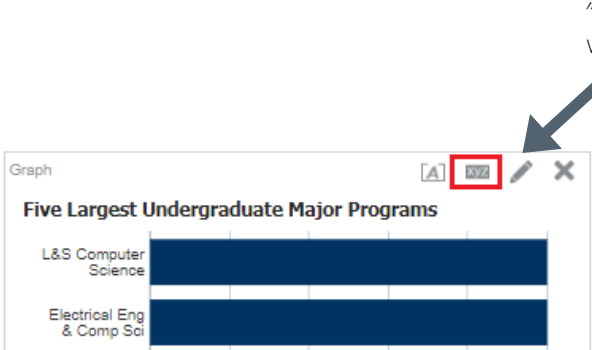 Graph
[A]
xyz
Five Largest Undergraduate Major Programs
L&S Computer
Science
Electrical Eng
& Comp Sci